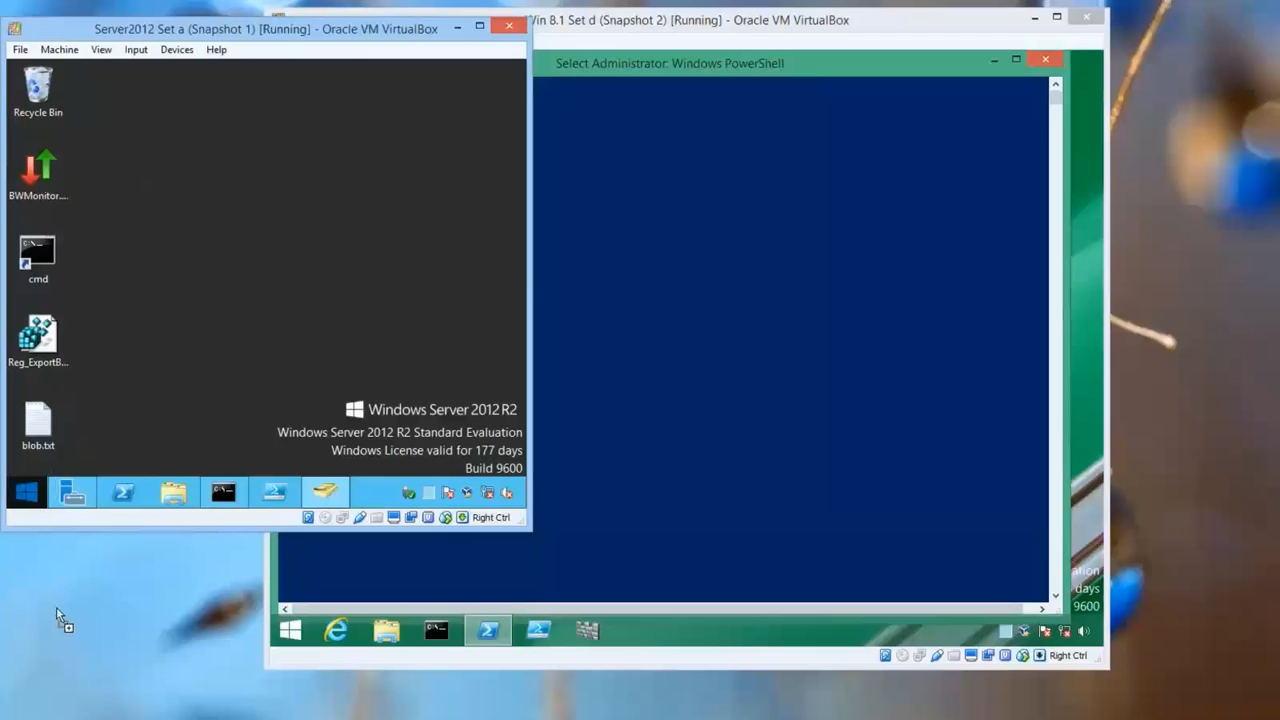 Win 8.1 Set d (Snapshot 2) [Running] - Oracle VM VirtualBox
Server2012 Set a (Snapshot 1) [Running] - Oracle VM VirtualBox
File Machine View Input Devices Help
Select Administrator: Windows PowerShell
Recycle Bin
BWMonitor....
C:\
cmd
Reg_ExportB...
blob.txt
Windows Server 2012 R2
Windows Server 2012 R2 Standard Evaluation
Windows License valid for 177 days
Build 9600
Right Ctrl
ation
days
9600
Right Ctrl